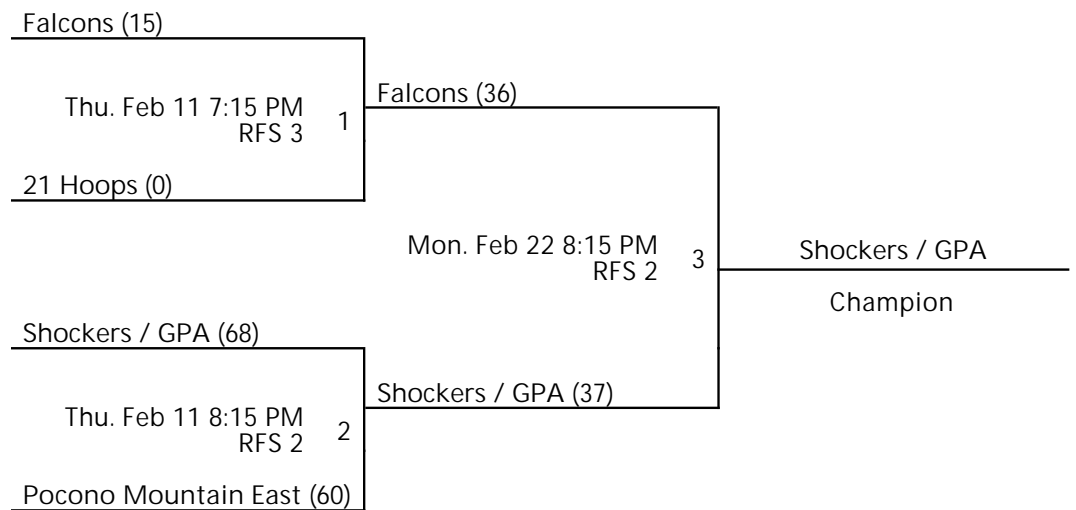 Falcons (15)
Thu. Feb 11 7:15 PM
RFS 3
1
21 Hoops (0)
Falcons (36)
Mon. Feb 22 8:15 PM
RFS 2
3
Shockers / GPA
Champion
Shockers / GPA (68)
Thu. Feb 11 8:15 PM
RFS 2
2
Pocono Mountain East (60)
Shockers / GPA (37)